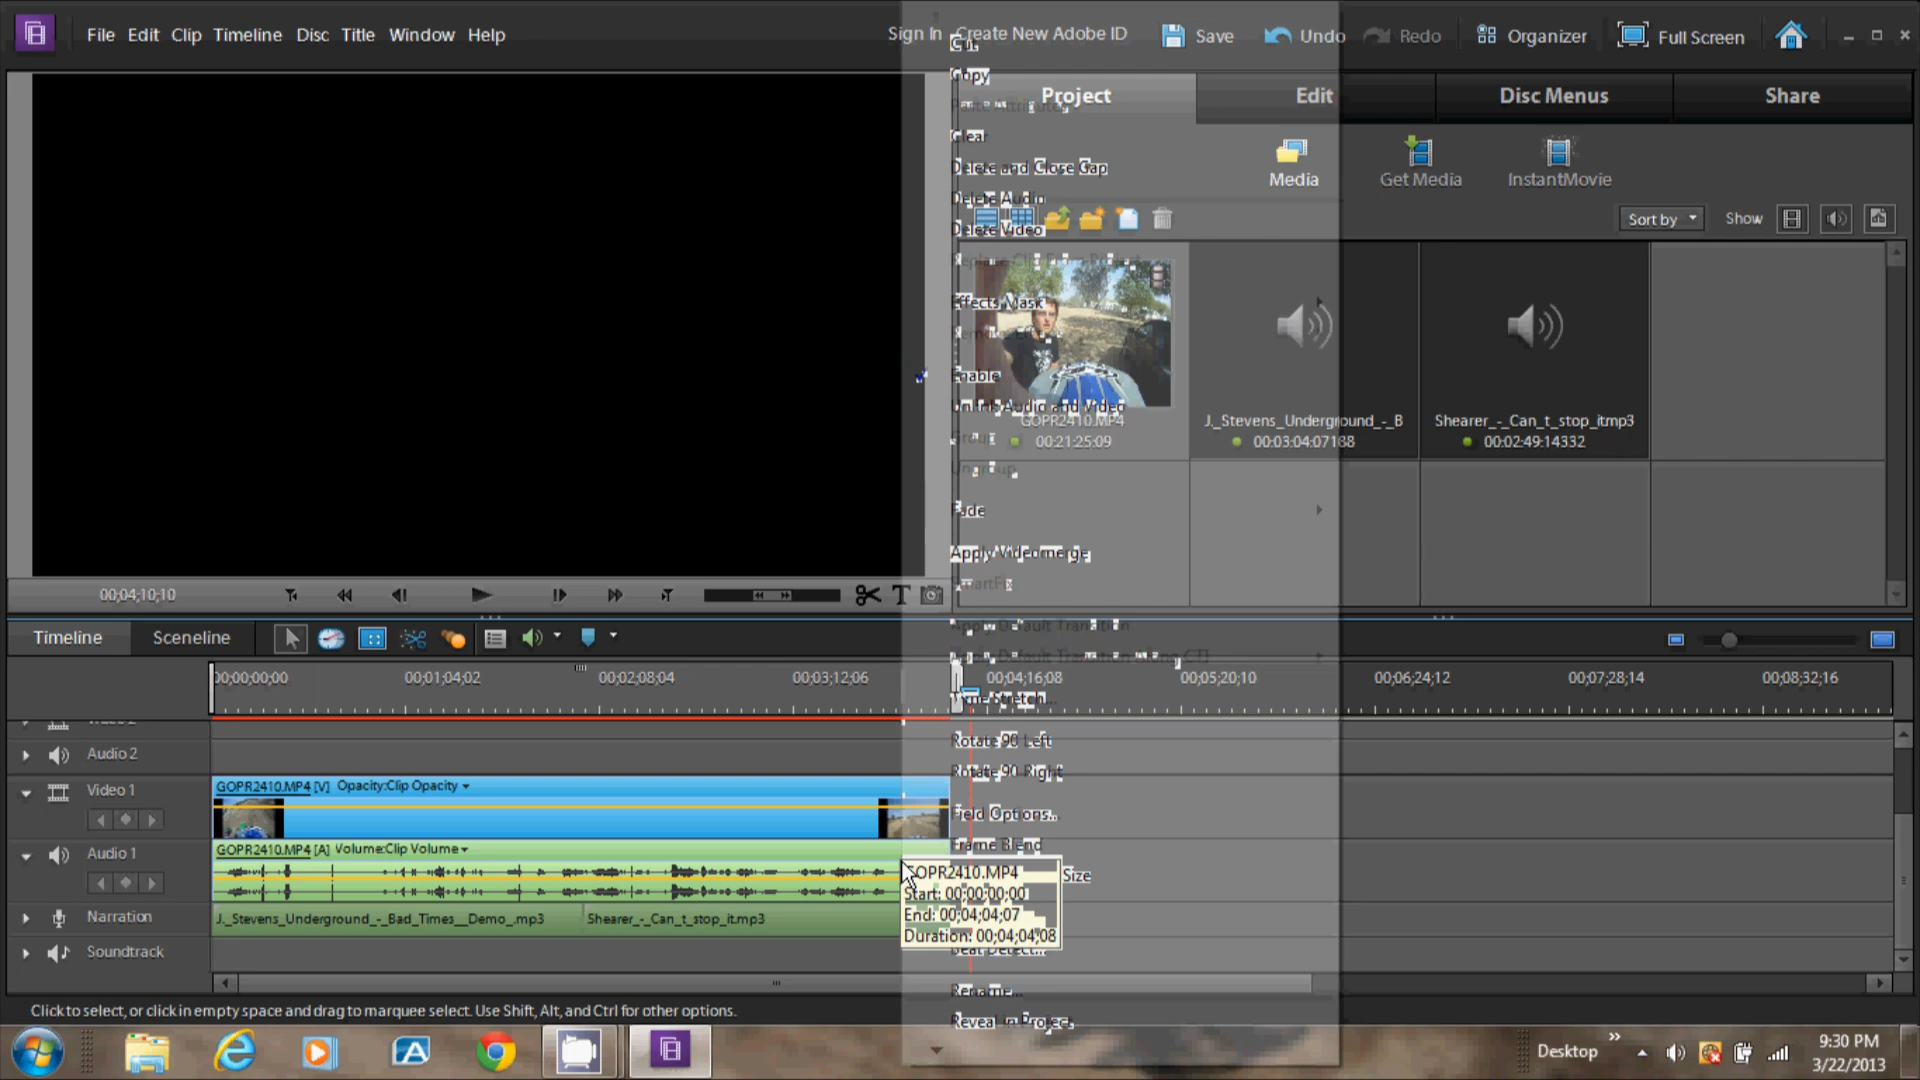 File Edit Clip Timeline Disc Title Window Help
Sign In Create New Adobe ID Save Undo Redo Organizer Full Screen
Project Edit Disc Menus Share
Media Get Media InstantMovie
Sort by Show
Copy
Clear
Delete and Close Gap
Delete Audio
Delete Video
Effects Mask
Enable
Unlink Audio and Video
Group
Ungroup
Fade
Apply Videomerge
SmartFix
Apply Default Transition
Apply Default Transition Along CTI
Time Stretch...
Rotate 90 Left
Rotate 90 Right
Field Options...
Frame Blend
Size
Beat Detect...
Rename...
Reveal in Project
GOPR2410.MP4
00:21:25:09
J._Stevens_Underground_-_B
00:03:04:07188
Shearer_-_Can_t_stop_itmp3
00:02:49:14332
00;04;10;10
Timeline Sceneline
00;00;00;00 00;01;04;02 00;02;08;04 00;03;12;06 00;04;16;08 00;05;20;10 00;06;24;12 00;07;28;14 00;08;32;16
Audio 2
Video 1
GOPR2410.MP4 [V] Opacity:Clip Opacity
Audio 1
GOPR2410.MP4 [A] Volume:Clip Volume
GOPR2410.MP4
Start: 00;00;00;00
End: 00;04;04;07
Duration: 00;04;04;08
Narration
J._Stevens_Underground_-_Bad_Times__Demo_.mp3
Shearer_-_Can_t_stop_it.mp3
Soundtrack
Click to select, or click in empty space and drag to marquee select. Use Shift, Alt, and Ctrl for other options.
Desktop
9:30 PM
3/22/2013